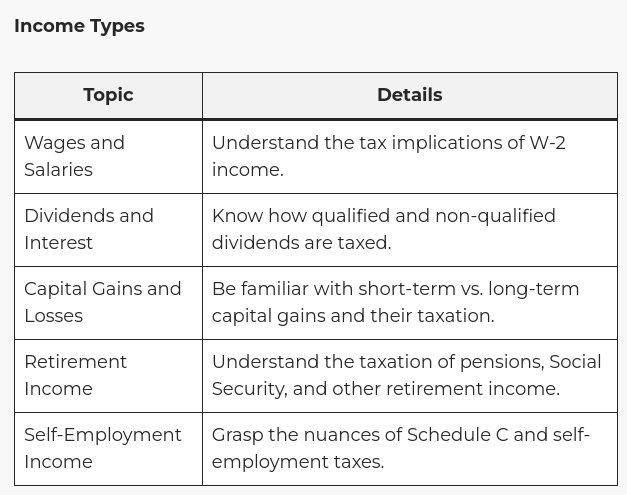 Income Types
Topic
Details
Wages and
Salaries
Understand the tax implications of W-2
income.
Dividends and
Interest
Know how qualified and non-qualified
dividends are taxed.
Capital Gains and
Losses
Be familiar with short-term vs. long-term
capital gains and their taxation.
Retirement
Income
Understand the taxation of pensions, Social
Security, and other retirement income.
Self-Employment
Income
Grasp the nuances of Schedule C and self-
employment taxes.